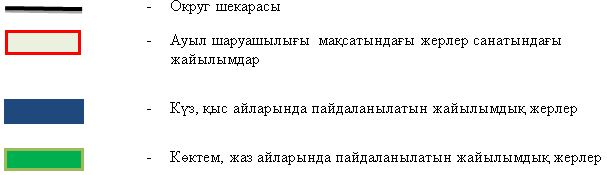 - Округ шекарасы
- Ауыл шаруашылығы мақсатындағы жерлер санатындағы
жайылымдар
- Күз, қыс айларында пайдаланылатын жайылымдық жерлер
- Көктем, жаз айларында пайдаланылатын жайылымдық жерлер